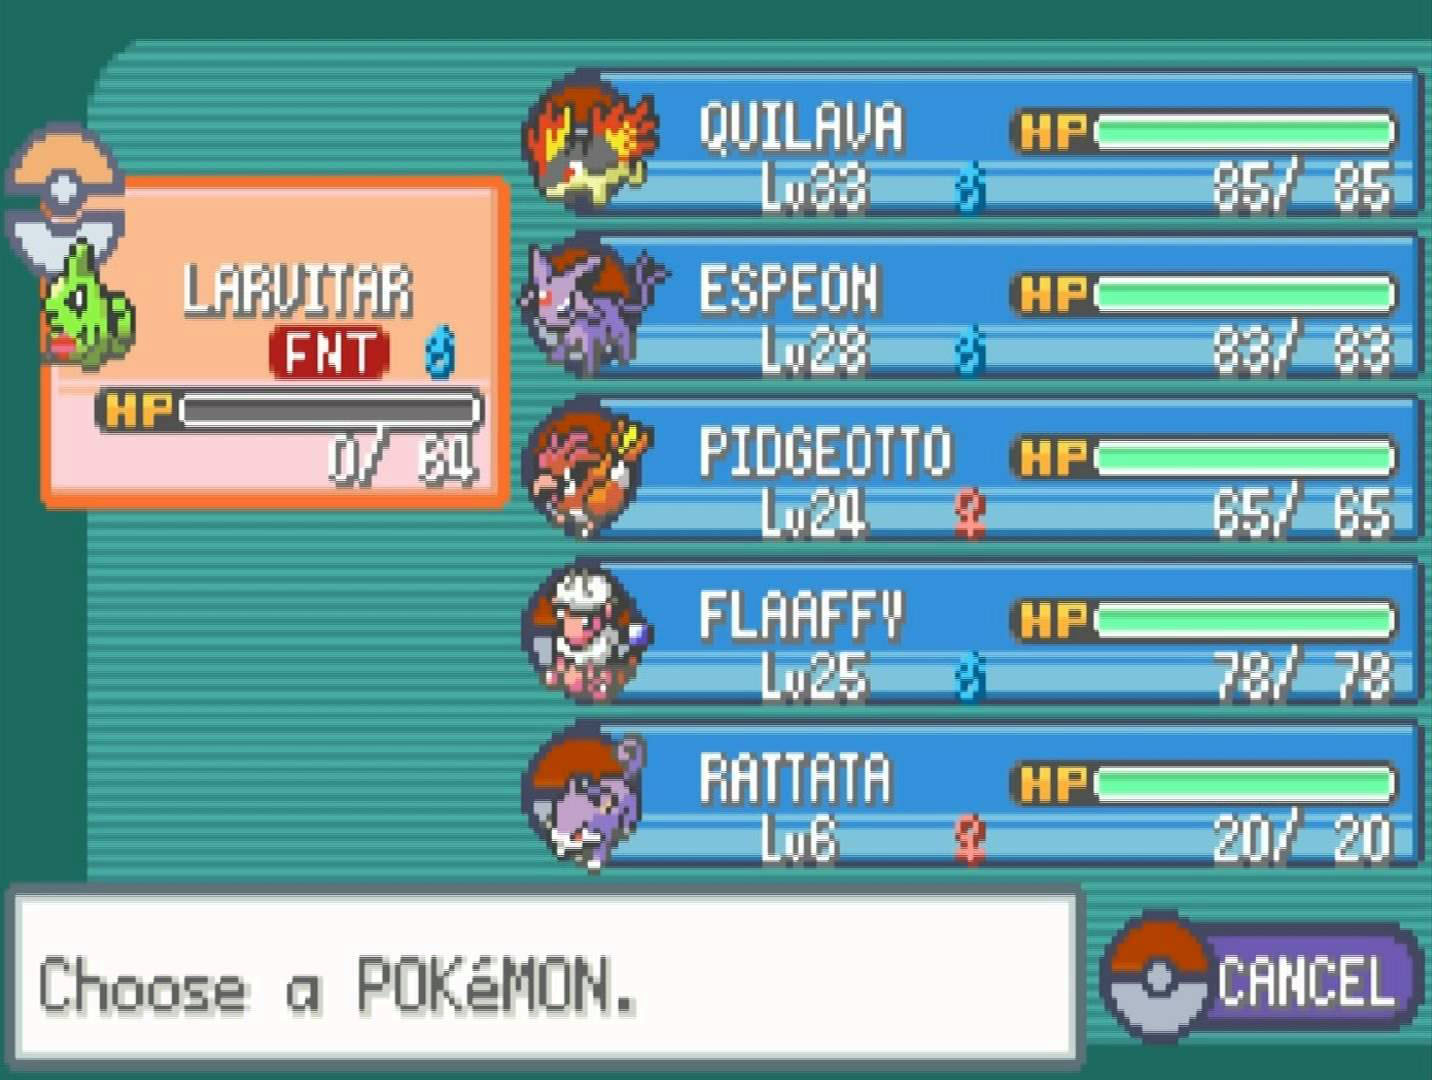 LARVITAR
FNT ♂
HP
0/ 64
QUILAVA HP
Lv33 ♂ 85/ 85
ESPEON HP
Lv28 ♂ 83/ 83
PIDGEOTTO HP
Lv24 ♀ 65/ 65
FLAAFFY HP
Lv25 ♂ 78/ 78
RATTATA HP
Lv6 ♀ 20/ 20
Choose a POKéMON.
CANCEL